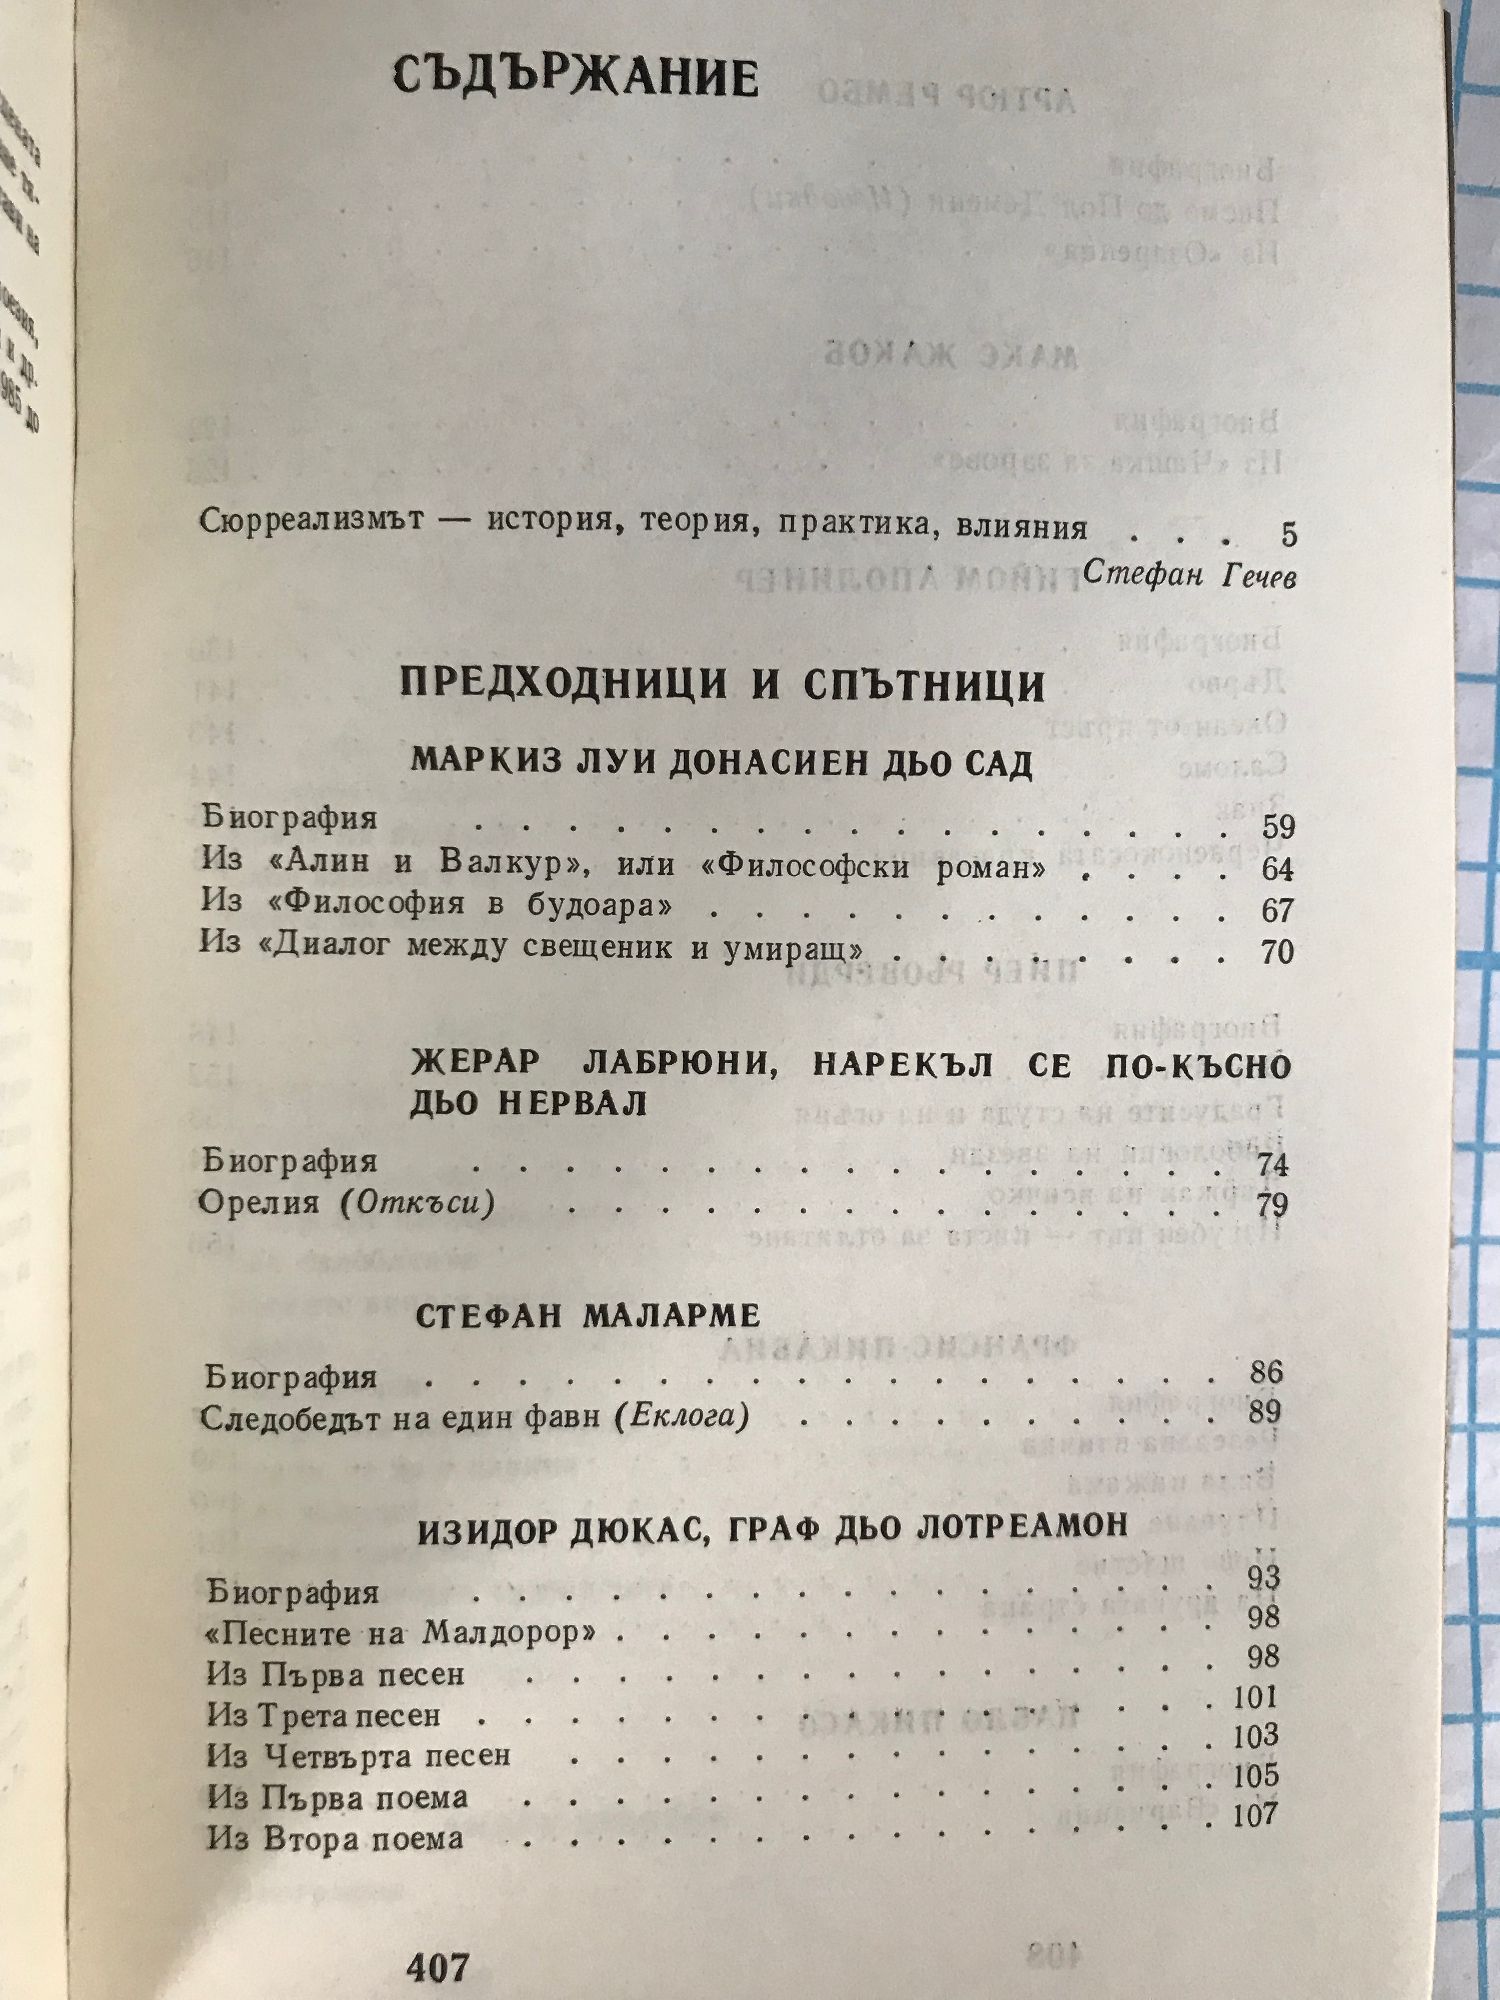 СЪДЪРЖАНИЕ
Сюрреализмът — история, теория, практика, влияния . . . 5
Стефан Гечев
ПРЕДХОДНИЦИ И СПЪТНИЦИ
МАРКИЗ ЛУИ ДОНАСИЕН ДЬО САД
Биография . . . . . . . . . . . . . . . . . 59
Из «Алин и Валкур», или «Философски роман» . . . . 64
Из «Философия в будоара» . . . . . . . . . . . . 67
Из «Диалог между свещеник и умиращ» . . . . . . . . 70
ЖЕРАР ЛАБРЮНИ, НАРЕКЪЛ СЕ ПО-КЪСНО
ДЬО НЕРВАЛ
Биография . . . . . . . . . . . . . . . . . 74
Орелия (Откъси) . . . . . . . . . . . . . . . 79
СТЕФАН МАЛАРМЕ
Биография . . . . . . . . . . . . . . . . . . 86
Следобедът на един фавн (Еклога) . . . . . . . . . . 89
ИЗИДОР ДЮКАС, ГРАФ ДЬО ЛОТРЕАМОН
Биография . . . . . . . . . . . . . . . . . 93
«Песните на Малдорор» . . . . . . . . . . . . . . 98
Из Първа песен . . . . . . . . . . . . . . . . 98
Из Трета песен . . . . . . . . . . . . . . . . . 101
Из Четвърта песен . . . . . . . . . . . . . . . 103
Из Първа поема . . . . . . . . . . . . . . . . 105
Из Втора поема . . . . . . . . . . . . . . . . 107
407